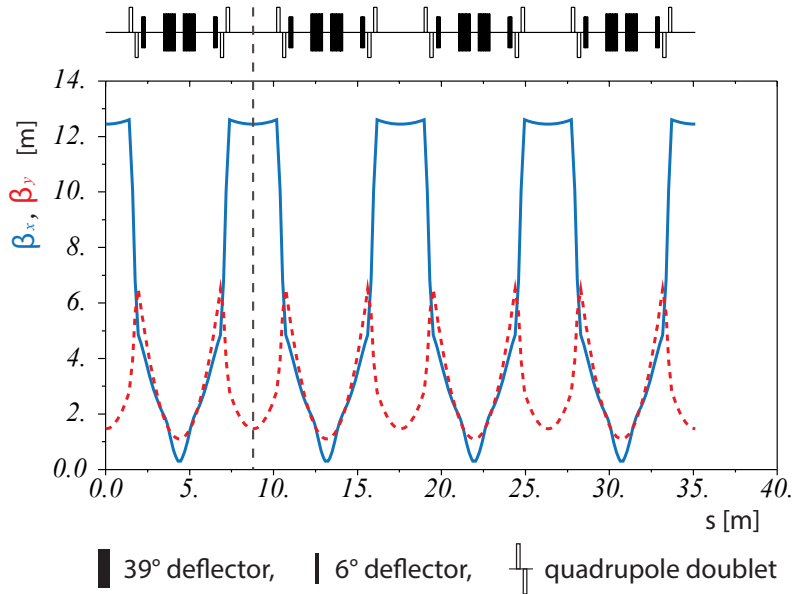 14.
12.
10.
8.
6.
4.
2.
0.0
βx, βy [m]
0.0 5. 10. 15. 20. 25. 30. 35. 40.
s [m]
39° deflector, 6° deflector, quadrupole doublet